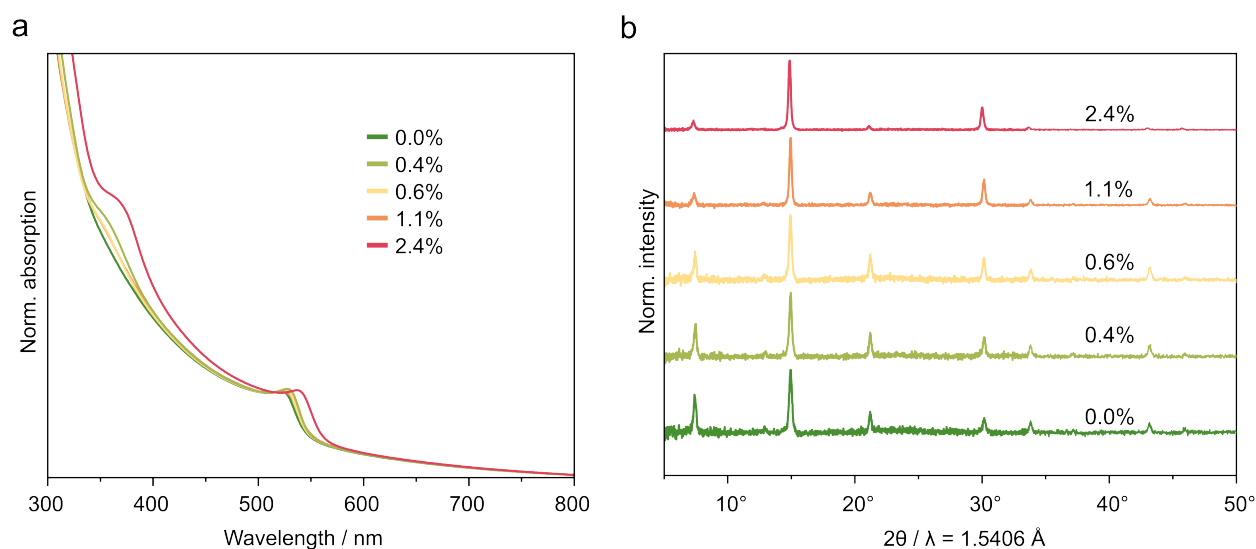 a
Norm. absorption
0.0%
0.4%
0.6%
1.1%
2.4%
300 400 500 600 700 800
Wavelength / nm
b
Norm. intensity
2.4%
1.1%
0.6%
0.4%
0.0%
10° 20° 30° 40° 50°
2θ / λ = 1.5406 Å